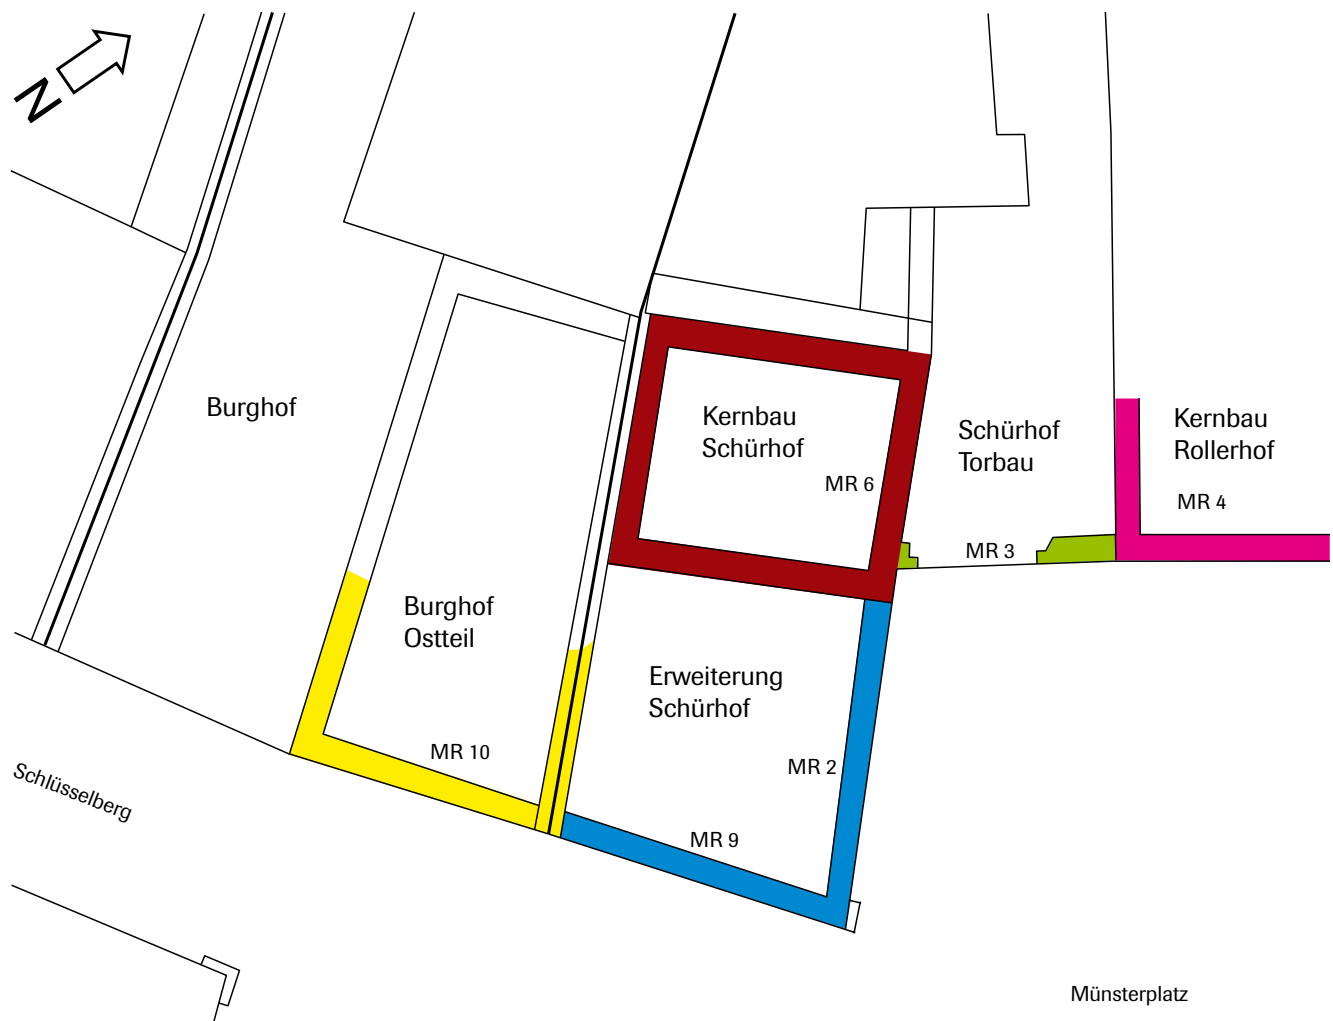 N
Burghof
Kernbau
Schürhof
MR 6
Schürhof
Torbau
MR 3
Kernbau
Rollerhof
MR 4
Burghof
Ostteil
MR 10
Erweiterung
Schürhof
MR 2
MR 9
Schlüsselberg
Münsterplatz